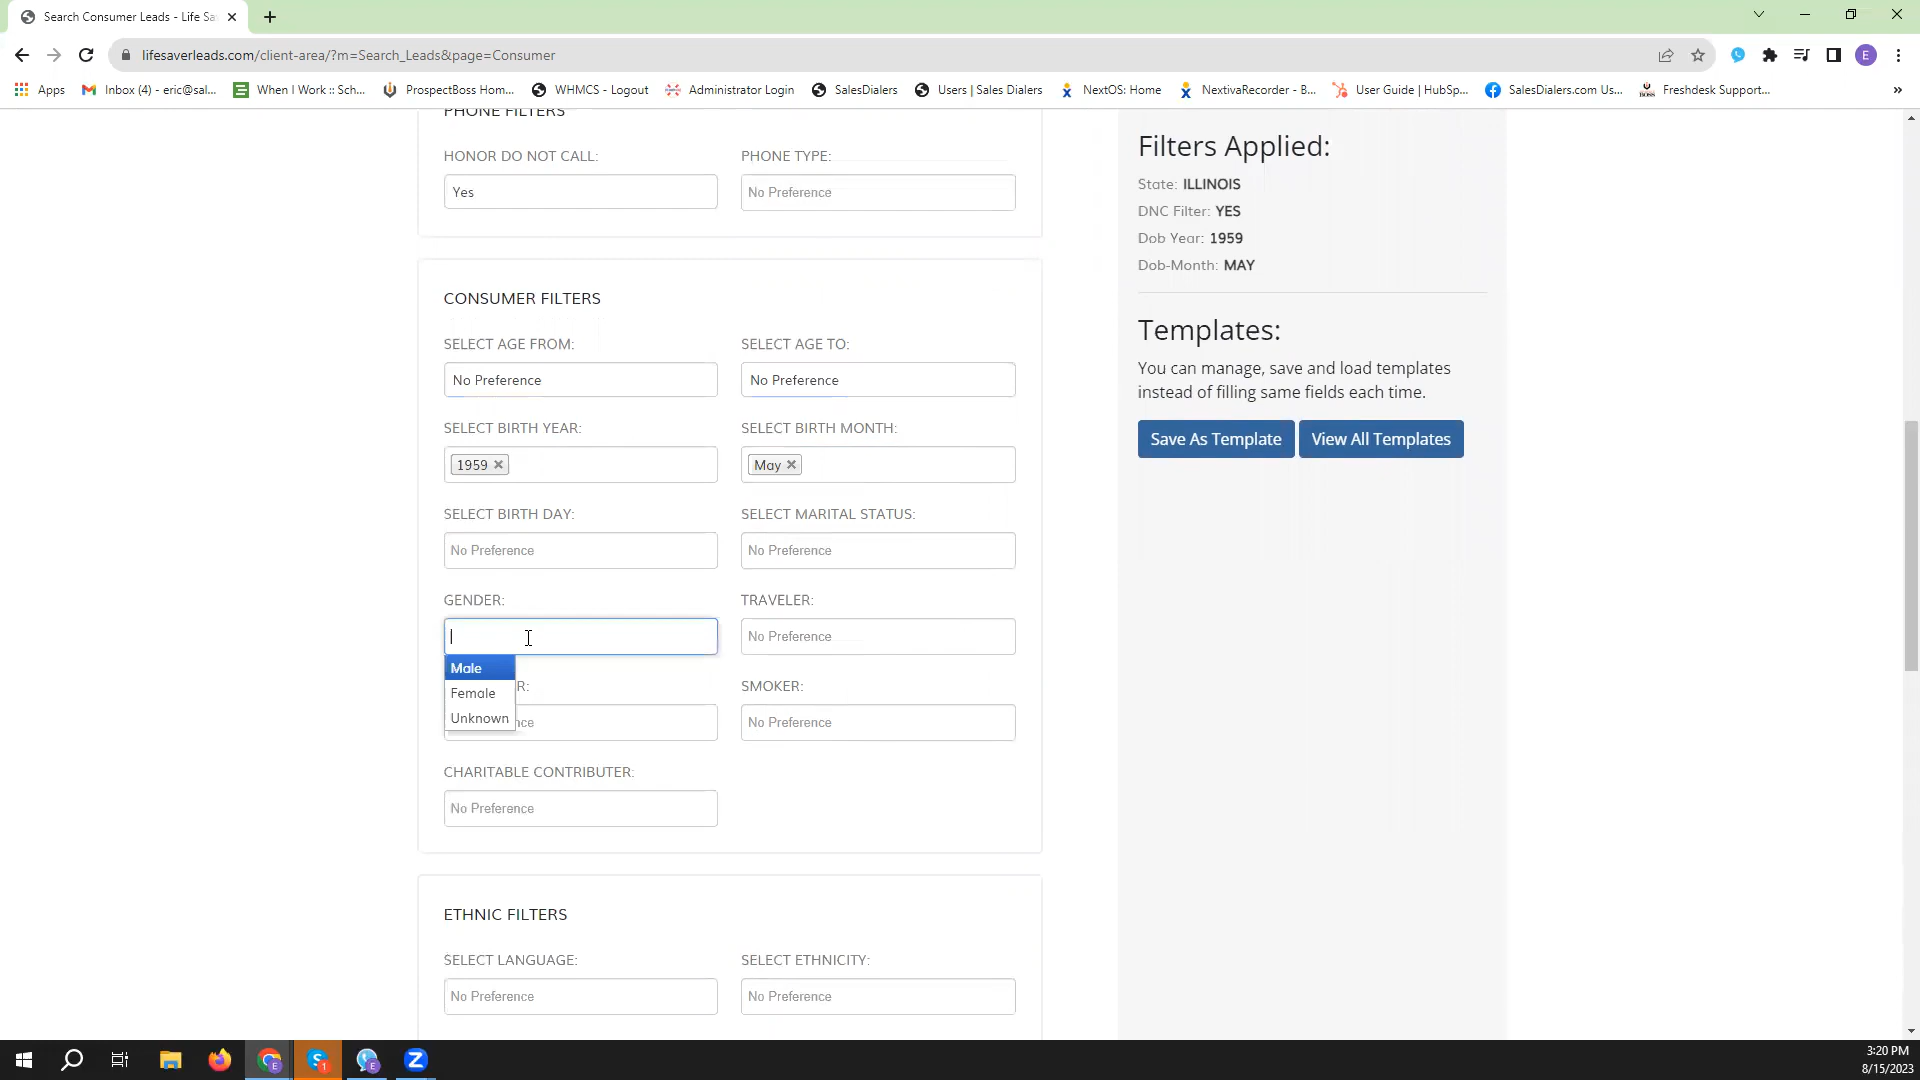 Search Consumer Leads - Life Sa
lifesaverleads.com/client-area/?m=Search_Leads&page=Consumer
E
Apps
Inbox (4) - eric@sal...
When I Work :: Sch...
ProspectBoss Hom...
WHMCS - Logout
Administrator Login
SalesDialers
Users | Sales Dialers
NextOS: Home
NextivaRecorder - B...
User Guide | HubSp...
SalesDialers.com Us...
Freshdesk Support...
»
PHONE FILTERS
HONOR DO NOT CALL: PHONE TYPE:
Yes No Preference
CONSUMER FILTERS
SELECT AGE FROM: SELECT AGE TO:
No Preference No Preference
SELECT BIRTH YEAR: SELECT BIRTH MONTH:
1959 May
SELECT BIRTH DAY: SELECT MARITAL STATUS:
No Preference No Preference
GENDER: TRAVELER:
No Preference
Male
Female
Unknown
R: SMOKER:
nce No Preference
CHARITABLE CONTRIBUTER:
No Preference
ETHNIC FILTERS
SELECT LANGUAGE: SELECT ETHNICITY:
No Preference No Preference
Filters Applied:
State: ILLINOIS
DNC Filter: YES
Dob Year: 1959
Dob-Month: MAY
Templates:
You can manage, save and load templates
instead of filling same fields each time.
Save As Template View All Templates
3:20 PM
8/15/2023